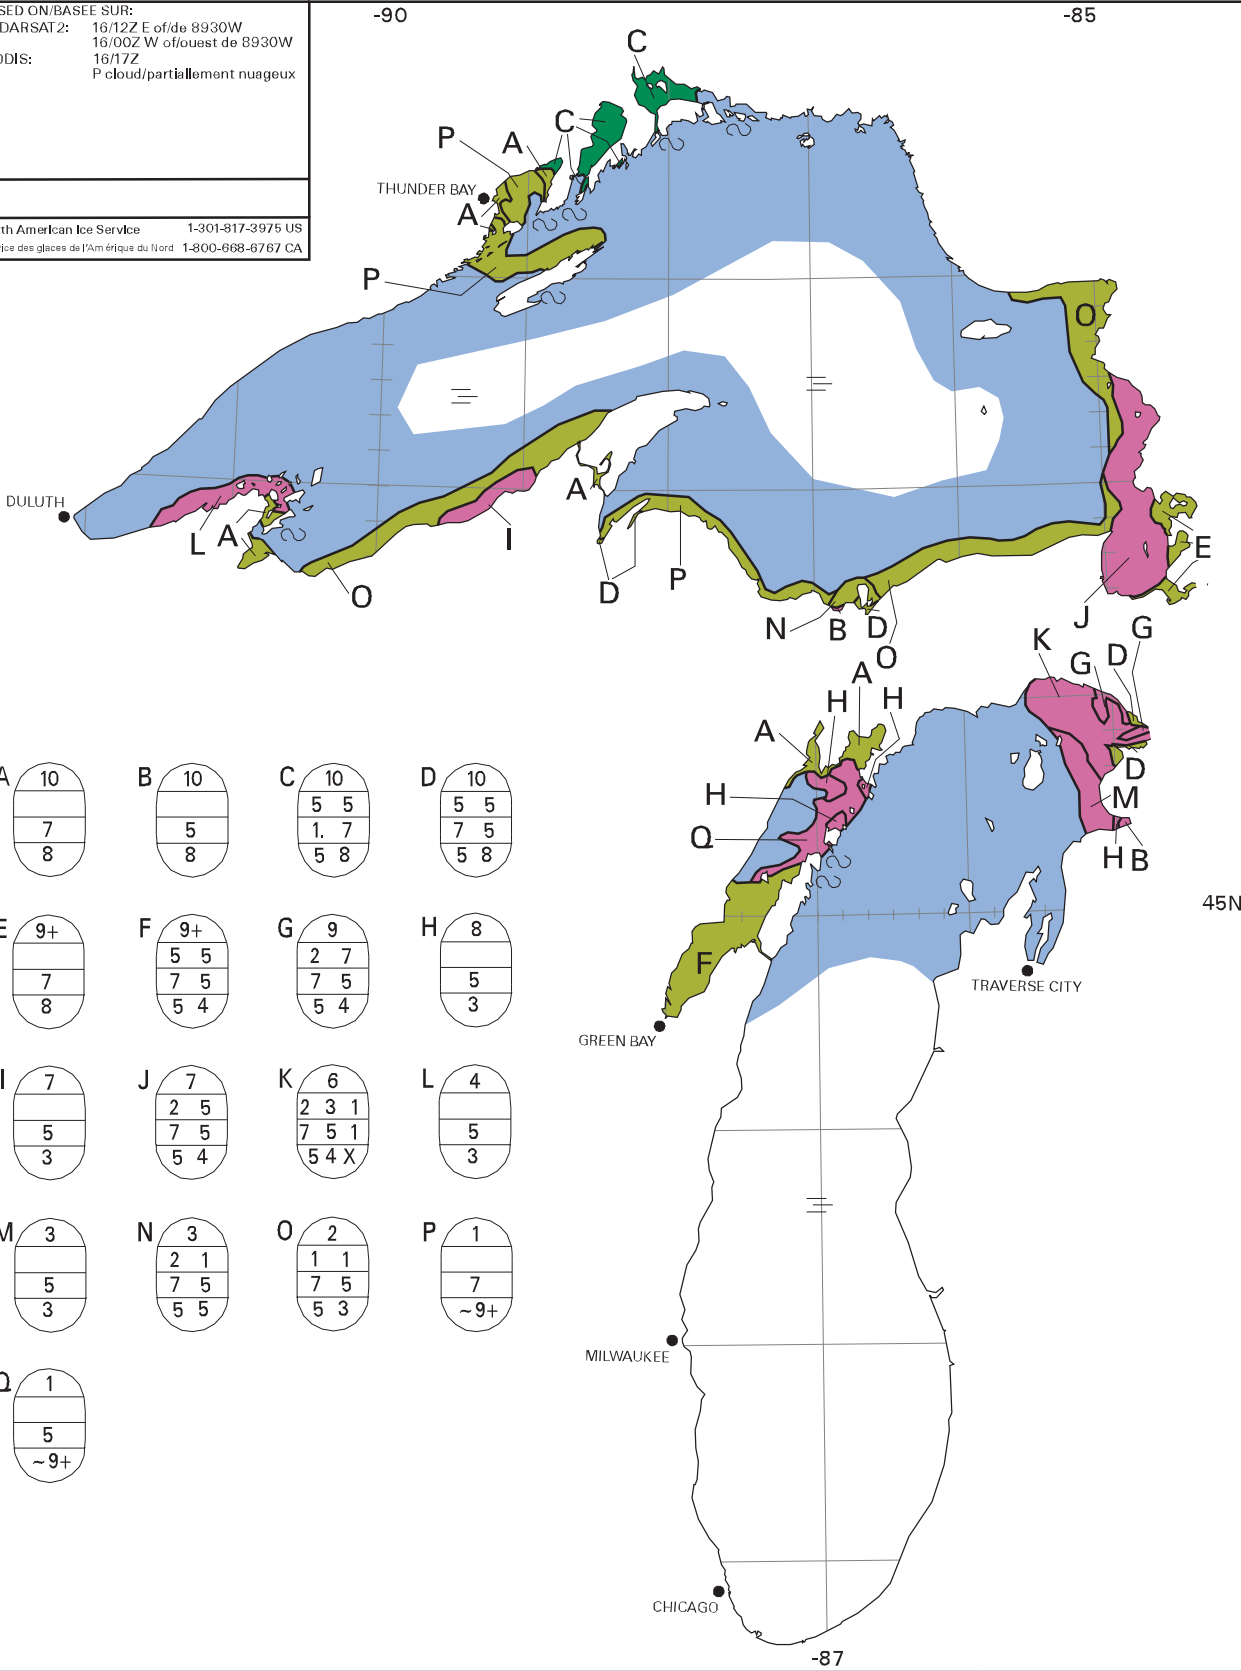 SED ON/BASEE SUR:
DARSAT2: 16/12Z E of/de 8930W
16/00Z W of/ouest de 8930W
ODIS: 16/17Z
P cloud/partiallement nuageux
th American Ice Service 1-301-817-3975 US
ice des glaces de l'Amérique du Nord 1-800-668-6767 CA
-90
-85
C
C
P
A
THUNDER BAY
A
P
O
DULUTH
A
L
A
I
E
O
D
P
J
N
B
D
O
G
K
G
D
A
H
H
A
D
H
M
Q
H
B
45N
F
TRAVERSE CITY
GREEN BAY
MILWAUKEE
CHICAGO
-87
A
10
7
8
B
10
5
8
C
10
5 5
1. 7
5 8
D
10
5 5
7 5
5 8
E
9+
7
8
F
9+
5 5
7 5
5 4
G
9
2 7
7 5
5 4
H
8
5
3
I
7
5
3
J
7
2 5
7 5
5 4
K
6
2 3 1
7 5 1
5 4 X
L
4
5
3
M
3
5
3
N
3
2 1
7 5
5 5
O
2
1 1
7 5
5 3
P
1
7
~9+
Q
1
5
~9+